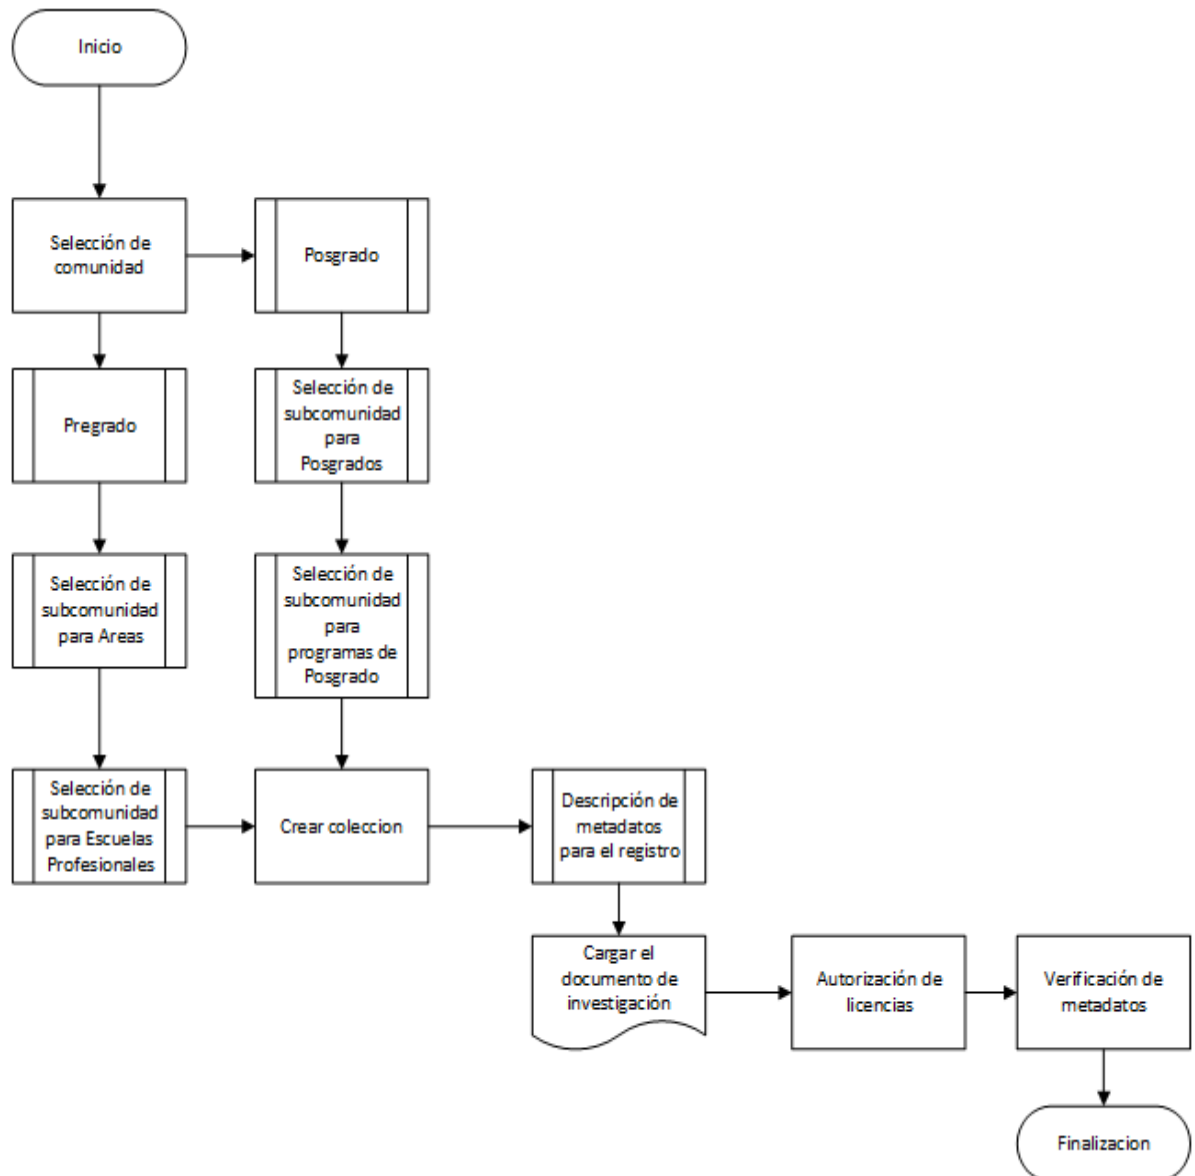 Inicio
Selección de
comunidad
Posgrado
Pregrado
Selección de
subcomunidad
para
Posgrados
Selección de
subcomunidad
para Areas
Selección de
subcomunidad
para
programas de
Posgrado
Selección de
subcomunidad
para Escuelas
Profesionales
Crear coleccion
Descripción de
metadatos
para el registro
Cargar el
documento de
investigación
Autorización de
licencias
Verificación de
metadatos
Finalizacion